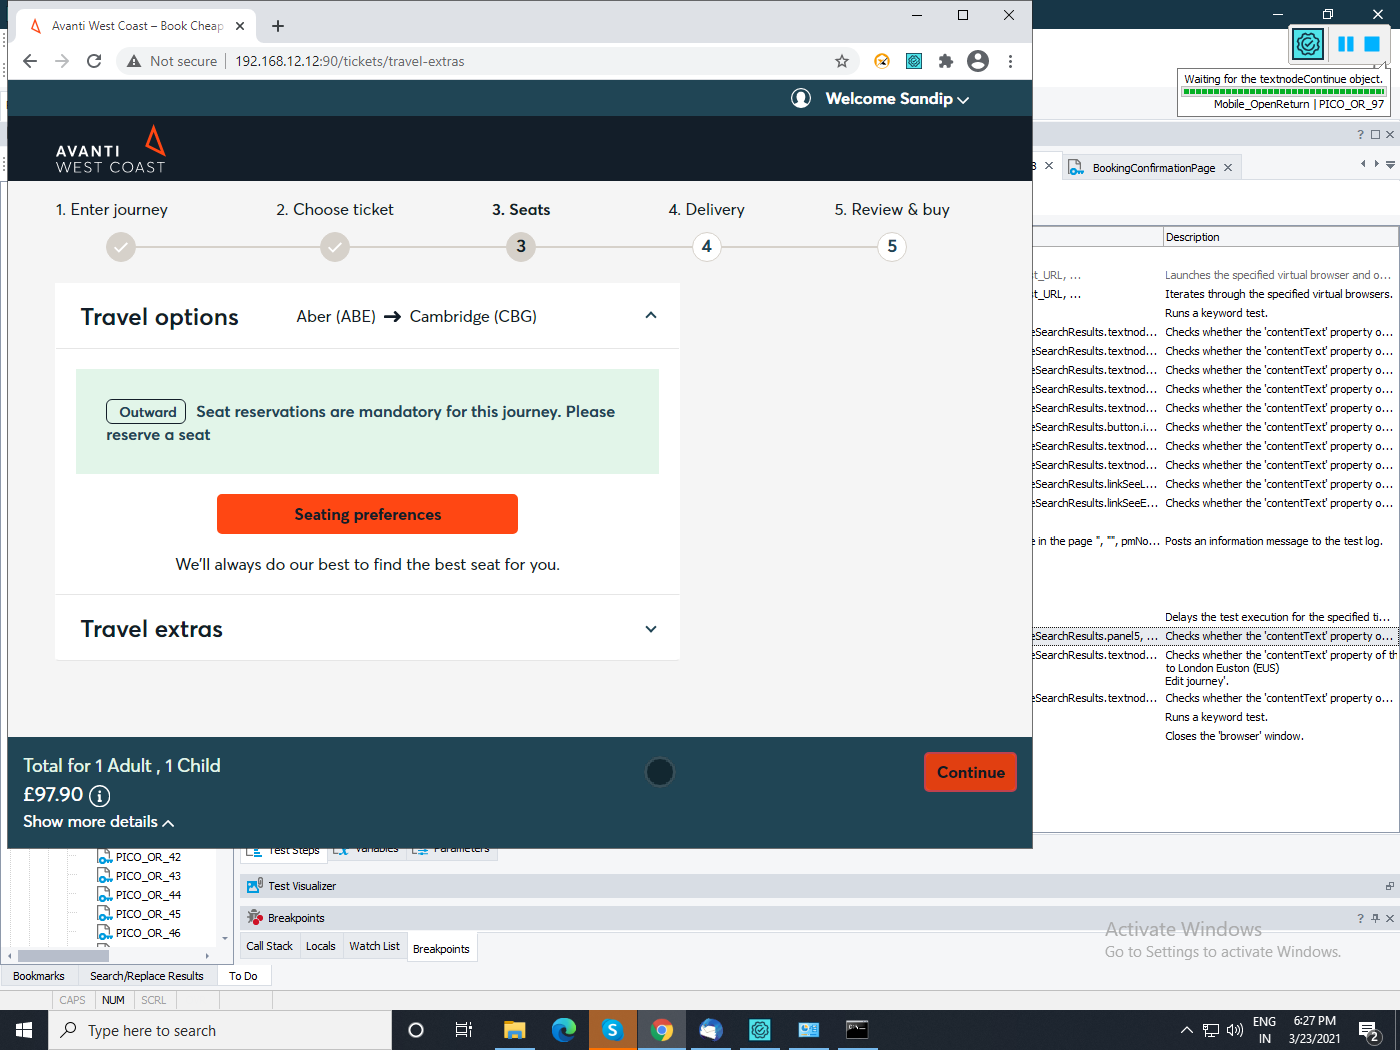 Avanti West Coast – Book Cheap
Not secure
192.168.12.12:90/tickets/travel-extras
Waiting for the textnodeContinue object.
Mobile_OpenReturn | PICO_OR_97
Welcome Sandip
AVANTI
WEST COAST
BookingConfirmationPage
1. Enter journey
2. Choose ticket
3. Seats
4. Delivery
5. Review & buy
3
4
5
Travel options
Aber (ABE)
Cambridge (CBG)
Outward
Seat reservations are mandatory for this journey. Please
reserve a seat
Seating preferences
We'll always do our best to find the best seat for you.
Travel extras
Total for 1 Adult , 1 Child
£97.90
Show more details
Continue
Description
t_URL, ...
Launches the specified virtual browser and o...
t_URL, ...
Iterates through the specified virtual browsers.
Runs a keyword test.
eSearchResults.textnod...
Checks whether the 'contentText' property o...
eSearchResults.textnod...
Checks whether the 'contentText' property o...
eSearchResults.textnod...
Checks whether the 'contentText' property o...
eSearchResults.textnod...
Checks whether the 'contentText' property o...
eSearchResults.textnod...
Checks whether the 'contentText' property o...
eSearchResults.button.i...
Checks whether the 'contentText' property o...
eSearchResults.textnod...
Checks whether the 'contentText' property o...
eSearchResults.textnod...
Checks whether the 'contentText' property o...
eSearchResults.linkSeeL...
Checks whether the 'contentText' property o...
eSearchResults.linkSeeE...
Checks whether the 'contentText' property o...
e in the page ", "", pmNo...
Posts an information message to the test log.
Delays the test execution for the specified ti...
eSearchResults.panel5, ...
Checks whether the 'contentText' property o...
eSearchResults.textnod...
Checks whether the 'contentText' property of th
to London Euston (EUS)
Edit journey'.
eSearchResults.textnod...
Checks whether the 'contentText' property o...
Runs a keyword test.
Closes the 'browser' window.
PICO_OR_42
PICO_OR_43
PICO_OR_44
PICO_OR_45
PICO_OR_46
Test Steps
Variables
Parameters
Test Visualizer
Breakpoints
Call Stack
Locals
Watch List
Breakpoints
Activate Windows
Go to Settings to activate Windows.
Bookmarks
Search/Replace Results
To Do
CAPS
NUM
SCRL
Type here to search
ENG
IN
6:27 PM
3/23/2021
2